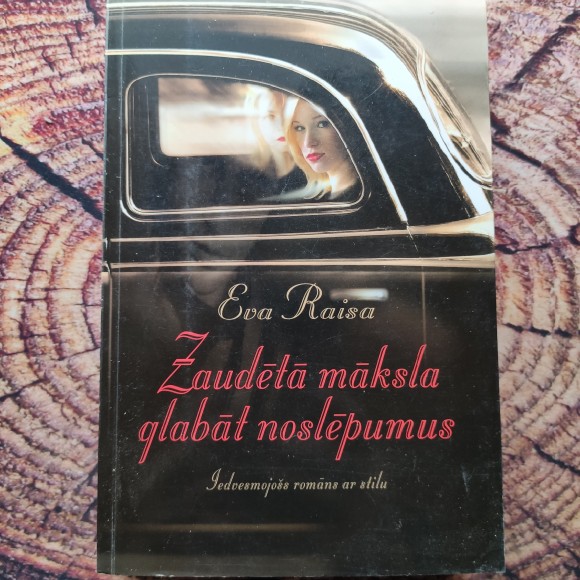 Eva Raisa
Zaudētā māksla
glabāt noslēpumus
Iedvesmojošs romāns ar stilu